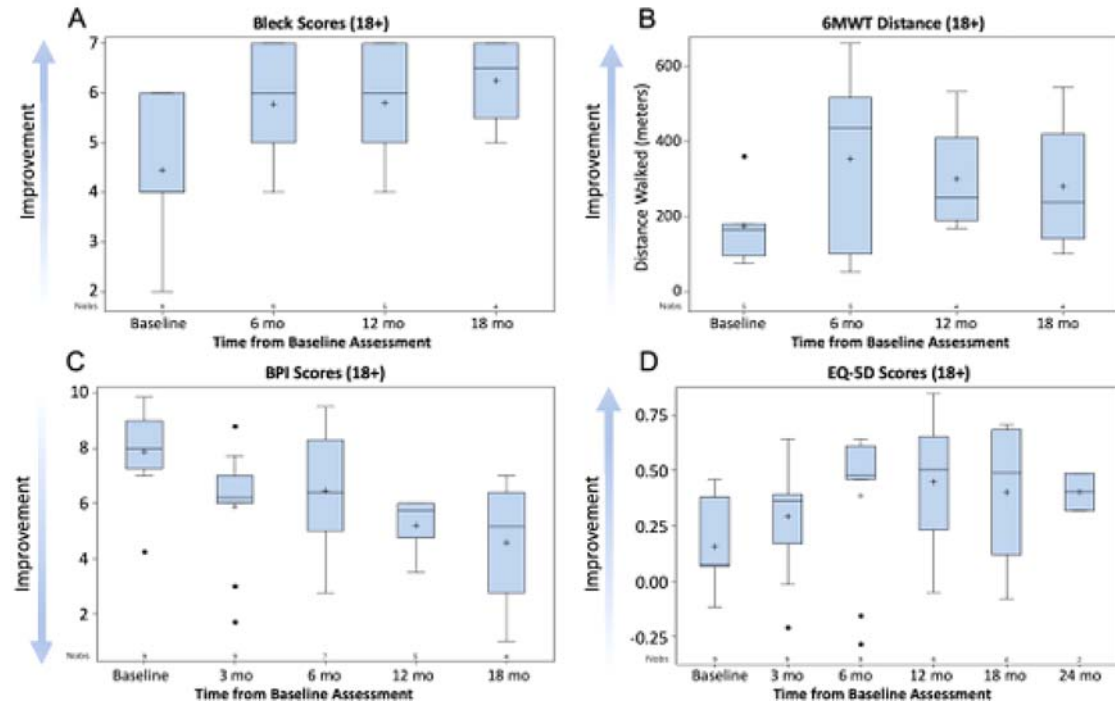 A
Bleck Scores (18+)
Improvement
7
6
5
4
3
2
Nobs
Baseline 6 mo 12 mo 18 mo
Time from Baseline Assessment
B
6MWT Distance (18+)
Improvement
Distance Walked (meters)
600
400
200
0
Nobs
Baseline 6 mo 12 mo 18 mo
Time from Baseline Assessment
C
BPI Scores (18+)
Improvement
10
8
6
4
2
Nobs
Baseline 3 mo 6 mo 12 mo 18 mo
Time from Baseline Assessment
D
EQ-5D Scores (18+)
Improvement
0.75
0.50
0.25
0.00
-0.25
Nobs
Baseline 3 mo 6 mo 12 mo 18 mo 24 mo
Time from Baseline Assessment